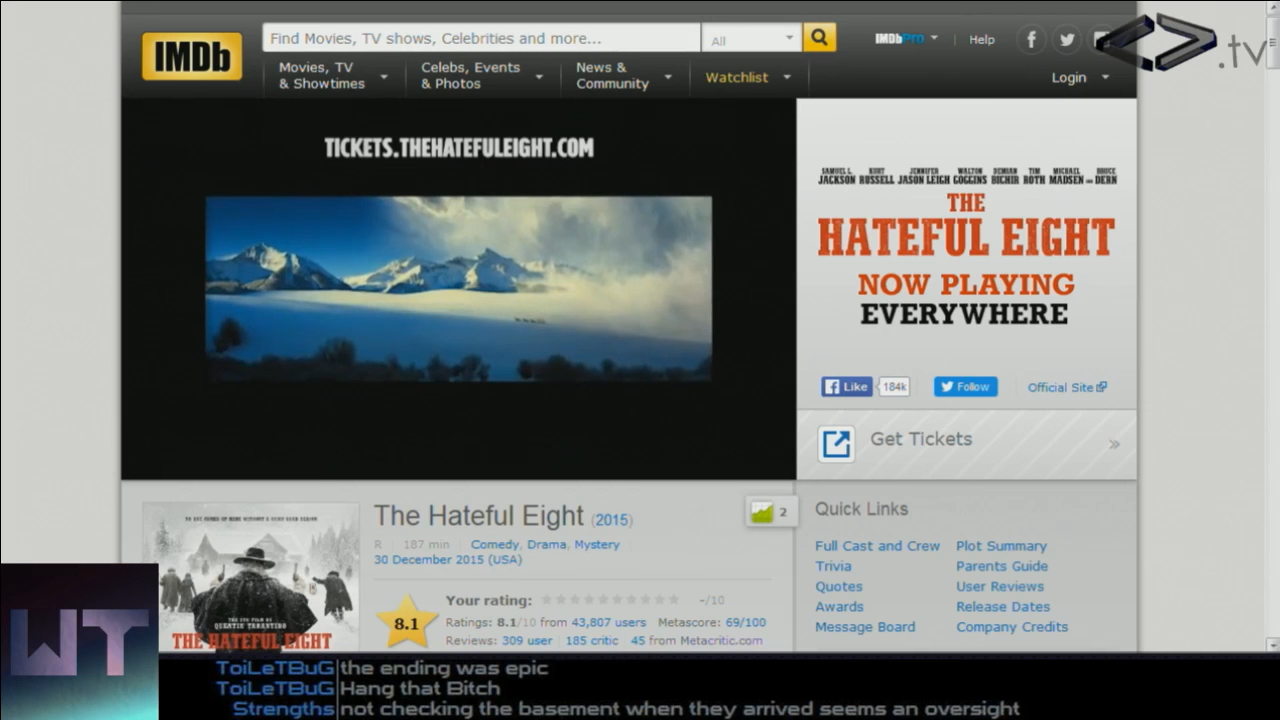 IMDb
Find Movies, TV shows, Celebrities and more...
All
IMDbPro
Help
.tv
Movies, TV
& Showtimes
Celebs, Events
& Photos
News &
Community
Watchlist
Login
TICKETS.THEHATEFULEIGHT.COM
SAMUEL L. JACKSON KURT RUSSELL JENNIFER JASON LEIGH WALTON GOGGINS DEMIAN BICHIR TIM ROTH MICHAEL MADSEN AND BRUCE DERN
THE
HATEFUL EIGHT
NOW PLAYING
EVERYWHERE
Like 184k
Follow
Official Site
Get Tickets »
The Hateful Eight (2015)
2
R | 187 min | Comedy, Drama, Mystery
30 December 2015 (USA)
Your rating: -/10
8.1
Ratings: 8.1/10 from 43,807 users Metascore: 69/100
Reviews: 309 user 185 critic 45 from Metacritic.com
THE 8TH FILM BY
QUENTIN TARANTINO
THE HATEFUL EIGHT
Quick Links
Full Cast and Crew
Plot Summary
Trivia
Parents Guide
Quotes
User Reviews
Awards
Release Dates
Message Board
Company Credits
WT
ToiLeTBuG the ending was epic
ToiLeTBuG Hang that Bitch
Strengths not checking the basement when they arrived seems an oversight